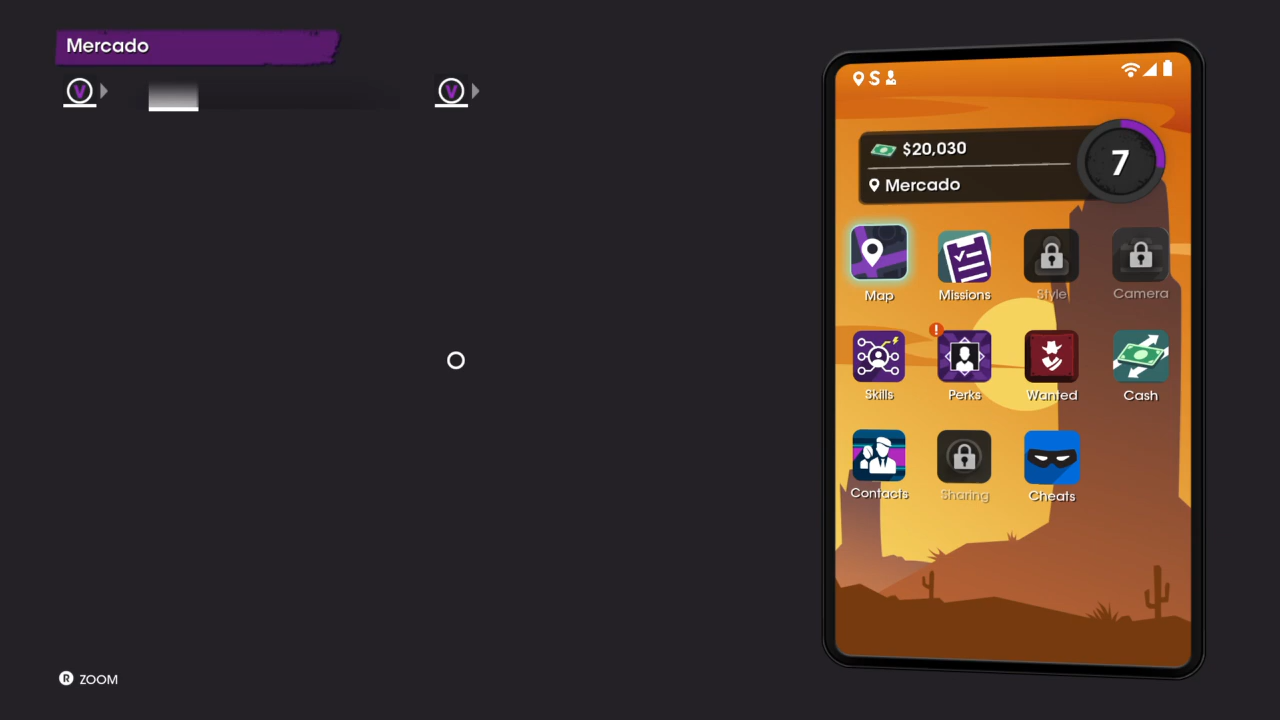 Mercado
V
V
$20,030
7
Mercado
Map
Missions
Style
Camera
!
Skills
Perks
Wanted
Cash
Contacts
Sharing
Cheats
R ZOOM